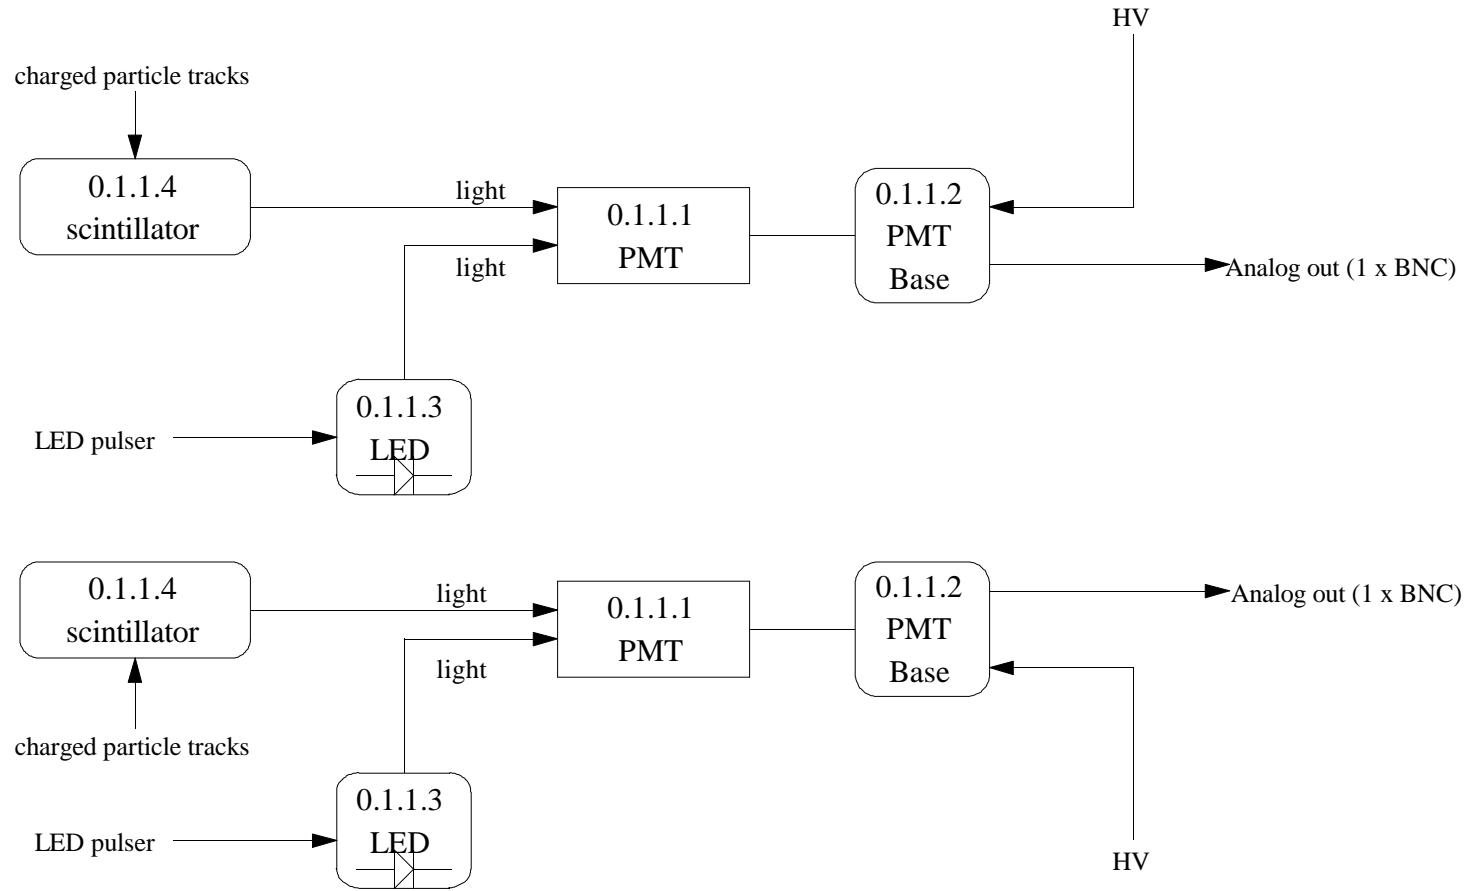 HV
charged particle tracks
0.1.1.4
scintillator
light
light
0.1.1.1
PMT
0.1.1.2
PMT
Base
Analog out (1 x BNC)
0.1.1.3
LED
LED pulser
0.1.1.4
scintillator
light
light
0.1.1.1
PMT
0.1.1.2
PMT
Base
Analog out (1 x BNC)
charged particle tracks
0.1.1.3
LED
LED pulser
HV